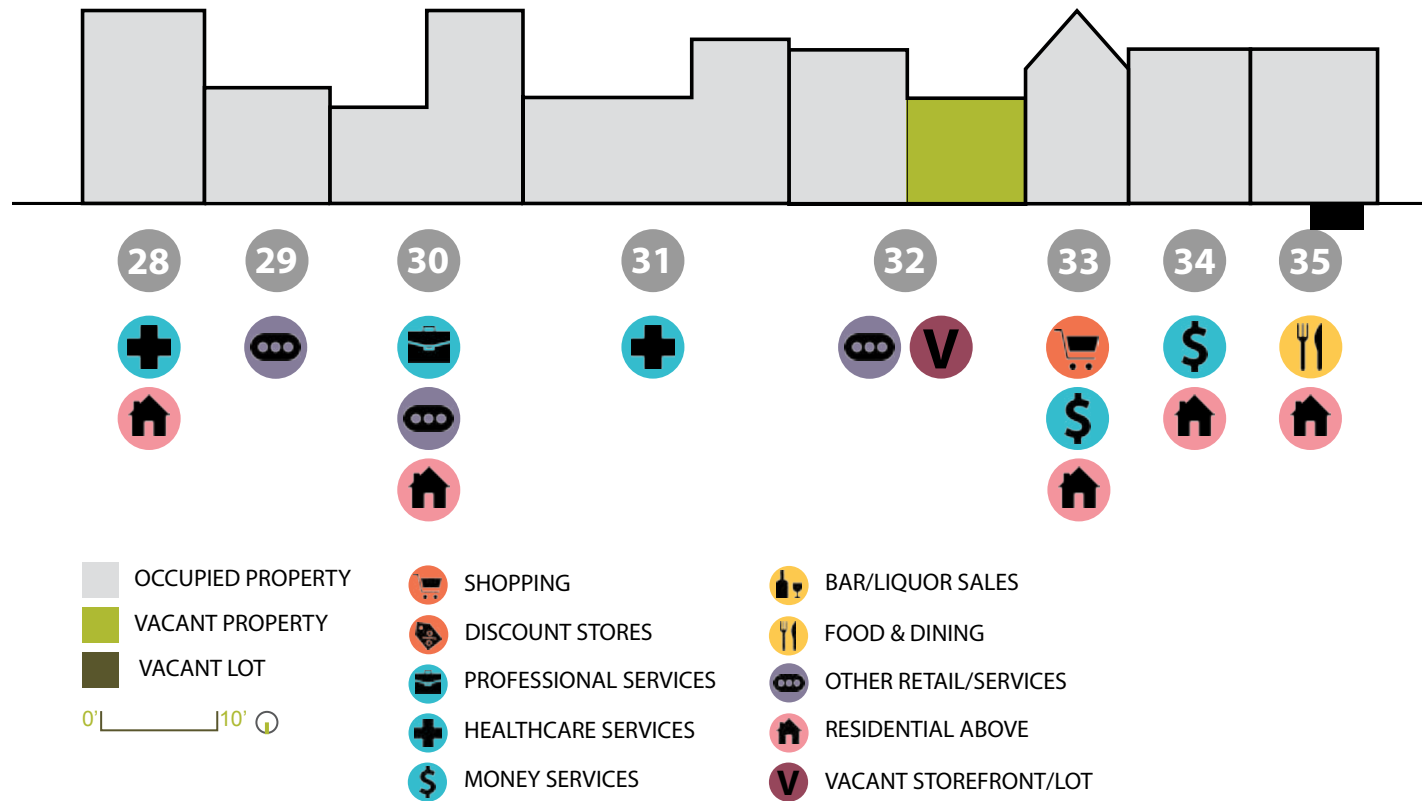 28 29 30 31 32 33 34 35
$ V $
$
OCCUPIED PROPERTY
VACANT PROPERTY
VACANT LOT
0' 10'
SHOPPING
DISCOUNT STORES
PROFESSIONAL SERVICES
HEALTHCARE SERVICES
$ MONEY SERVICES
BAR/LIQUOR SALES
FOOD & DINING
OTHER RETAIL/SERVICES
RESIDENTIAL ABOVE
V VACANT STOREFRONT/LOT